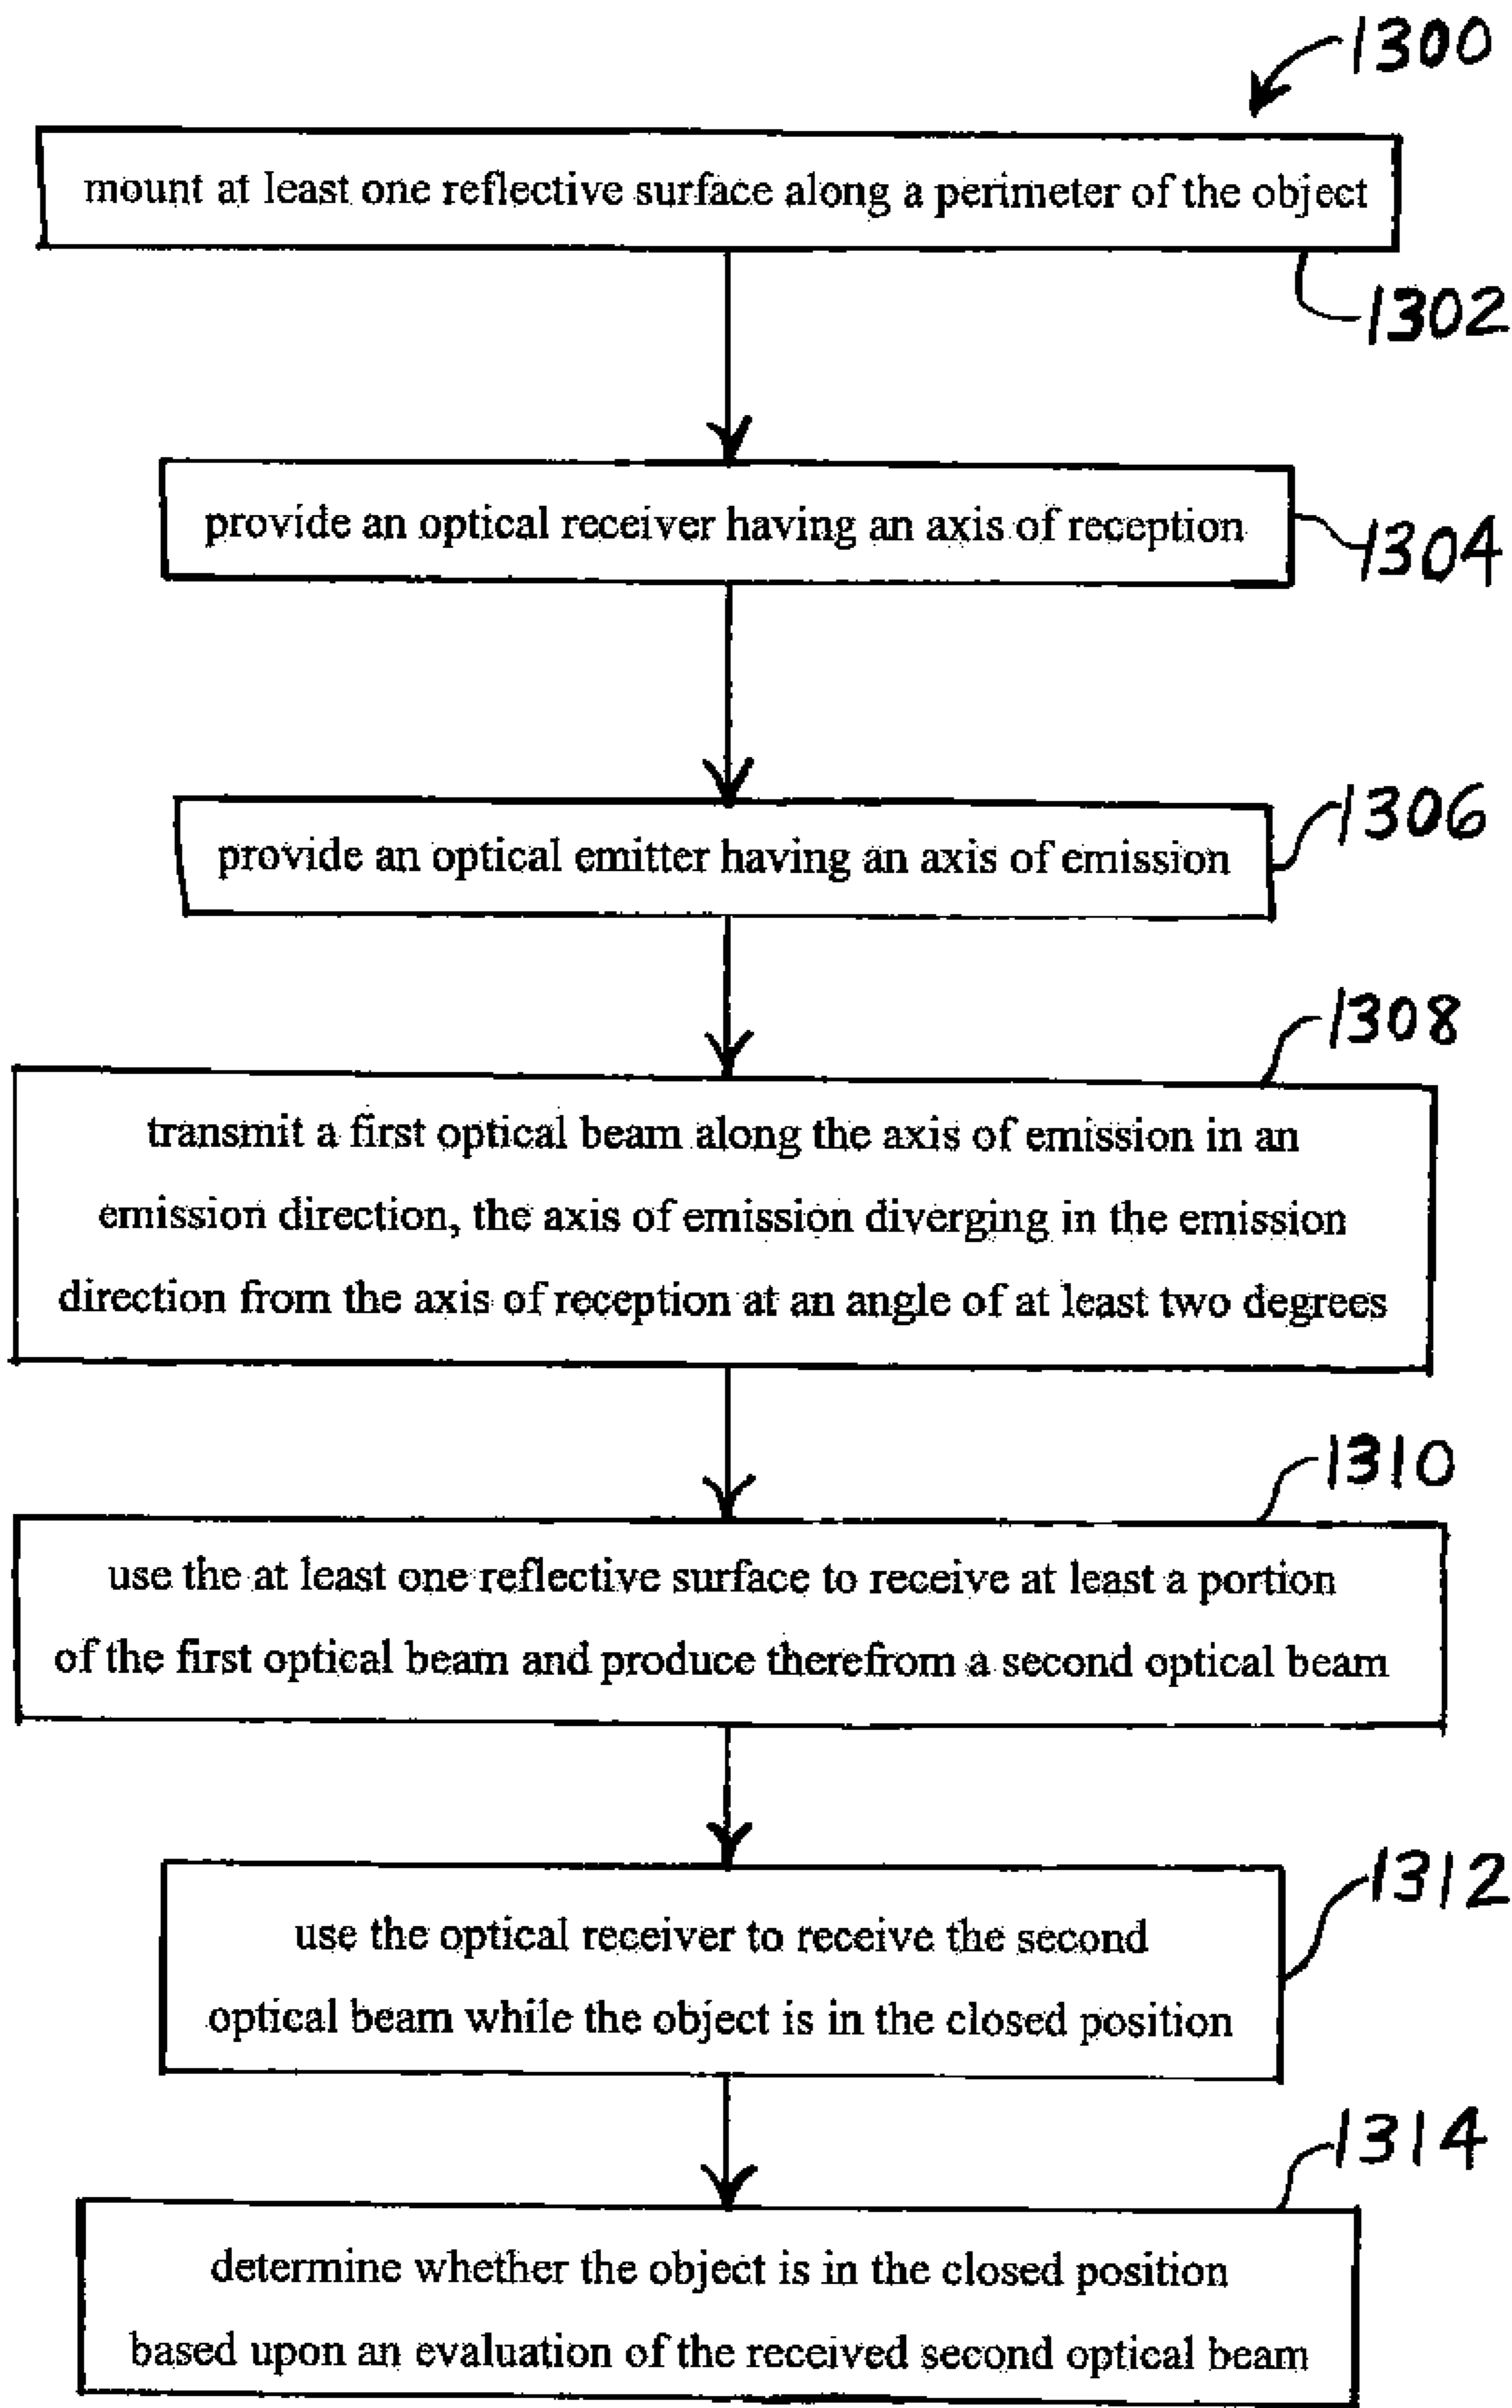 1300
mount at least one reflective surface along a perimeter of the object
1302
provide an optical receiver having an axis of reception
1304
provide an optical emitter having an axis of emission
1306
1308
transmit a first optical beam along the axis of emission in an
emission direction, the axis of emission diverging in the emission
direction from the axis of reception at an angle of at least two degrees
1310
use the at least one reflective surface to receive at least a portion
of the first optical beam and produce therefrom a second optical beam
1312
use the optical receiver to receive the second
optical beam while the object is in the closed position
1314
determine whether the object is in the closed position
based upon an evaluation of the received second optical beam